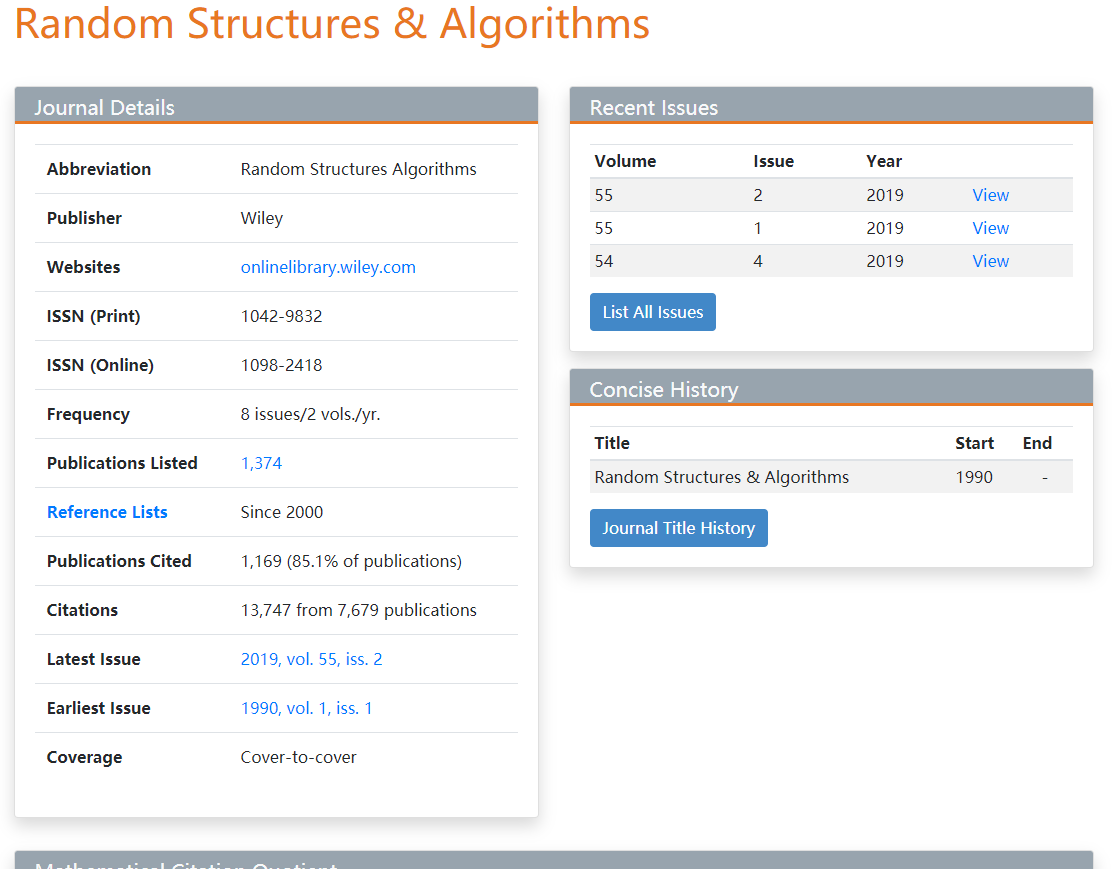 Random Structures & Algorithms
Journal Details
Abbreviation Random Structures Algorithms
Publisher Wiley
Websites onlinelibrary.wiley.com
ISSN (Print) 1042-9832
ISSN (Online) 1098-2418
Frequency 8 issues/2 vols./yr.
Publications Listed 1,374
Reference Lists Since 2000
Publications Cited 1,169 (85.1% of publications)
Citations 13,747 from 7,679 publications
Latest Issue 2019, vol. 55, iss. 2
Earliest Issue 1990, vol. 1, iss. 1
Coverage Cover-to-cover
Recent Issues
Volume Issue Year
55 2 2019 View
55 1 2019 View
54 4 2019 View
List All Issues
Concise History
Title Start End
Random Structures & Algorithms 1990 -
Journal Title History
Mathematical Citation Quotient